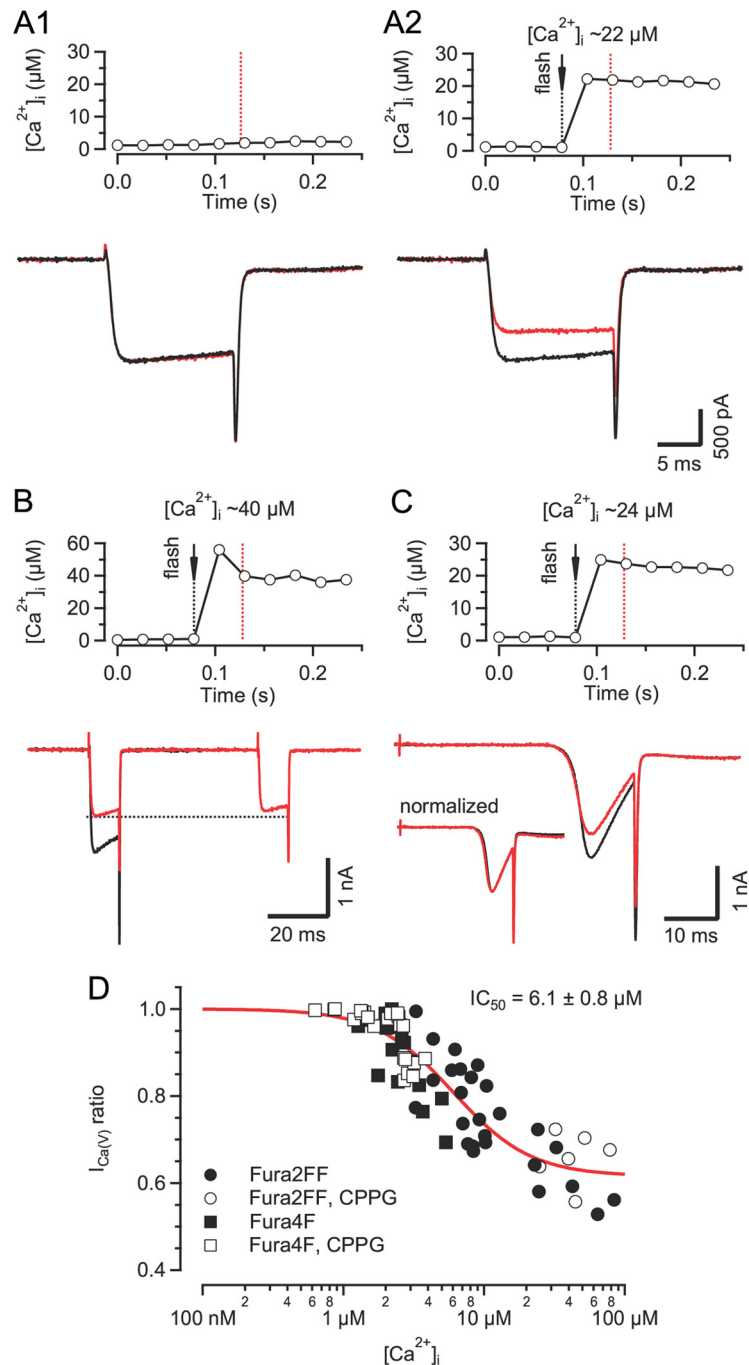 A1
A2
[Ca2+]i ~22 µM
[Ca2+]i (µM)
30
20
10
0
0.0
0.1
0.2
Time (s)
flash
[Ca2+]i (µM)
30
20
10
0
0.0
0.1
0.2
Time (s)
500 pA
5 ms
B
[Ca2+]i ~40 µM
flash
[Ca2+]i (µM)
60
40
20
0
0.0
0.1
0.2
Time (s)
1 nA
20 ms
C
[Ca2+]i ~24 µM
flash
[Ca2+]i (µM)
30
20
10
0
0.0
0.1
0.2
Time (s)
normalized
1 nA
10 ms
D
IC50 = 6.1 ± 0.8 µM
ICa(V) ratio
1.0
0.8
0.6
0.4
Fura2FF
Fura2FF, CPPG
Fura4F
Fura4F, CPPG
2 4 6 8 2 4 6 8 2 4 6 8
100 nM 1 µM 10 µM 100 µM
[Ca2+]i